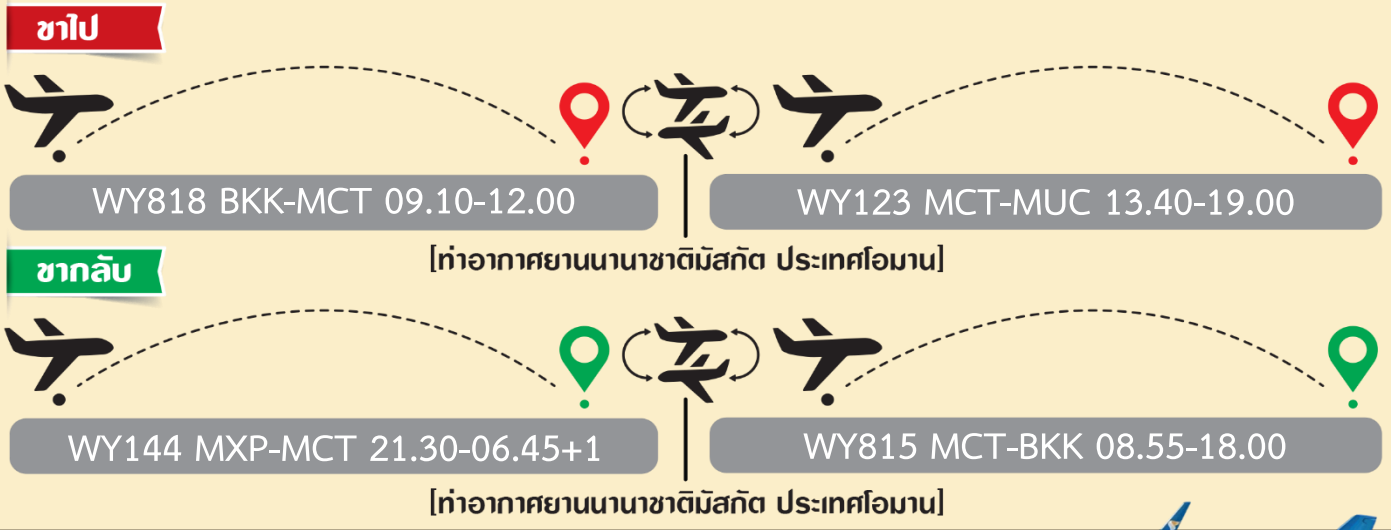 ขาไป
WY818 BKK-MCT 09.10-12.00
WY123 MCT-MUC 13.40-19.00
[ท่าอากาศยานนานาชาติมัสกัต ประเทศโอมาน]
ขากลับ
WY144 MXP-MCT 21.30-06.45+1
WY815 MCT-BKK 08.55-18.00
[ท่าอากาศยานนานาชาติมัสกัต ประเทศโอมาน]